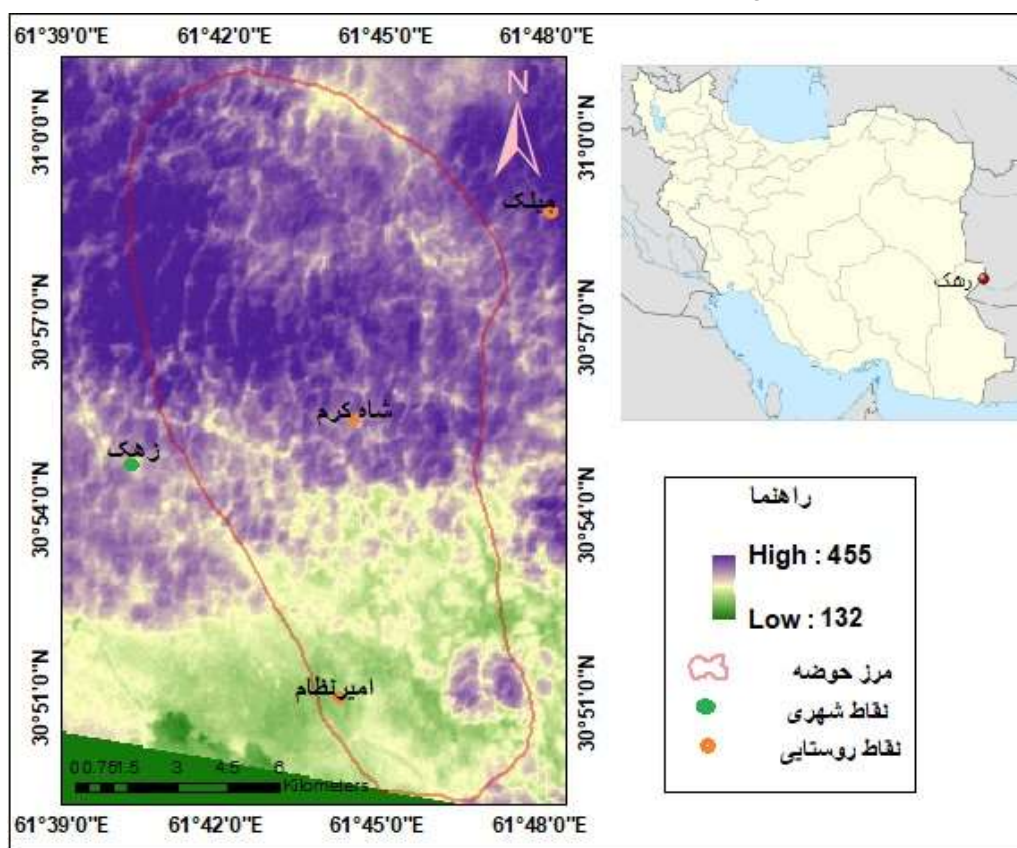 61°39'0"E 61°42'0"E 61°45'0"E 61°48'0"E
31°0'0"N
30°57'0"N
30°54'0"N
30°51'0"N
N
میلک
شاه کرم
زهک
امیرنظام
0 0.75 1.5 3 4.5 6
Kilometers
61°39'0"E 61°42'0"E 61°45'0"E 61°48'0"E
31°0'0"N
30°57'0"N
30°54'0"N
30°51'0"N
زهک
راهنما
High : 455
Low : 132
مرز حوضه
نقاط شهری
نقاط روستایی